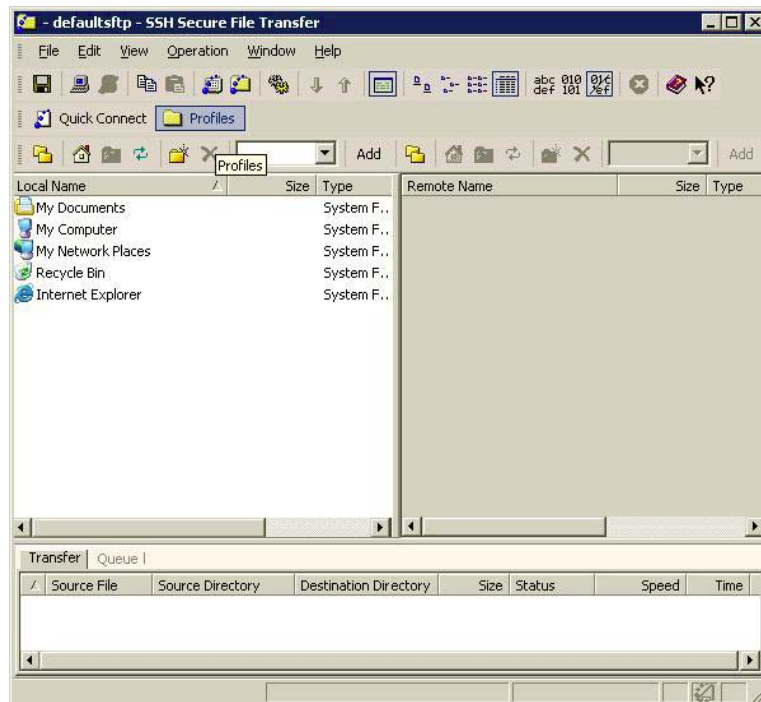 - defaultsftp - SSH Secure File Transfer
File Edit View Operation Window Help
abc def 010 101
Quick Connect Profiles
Add Add
Profiles
Local Name Size Type Remote Name Size Type
My Documents System F..
My Computer System F..
My Network Places System F..
Recycle Bin System F..
Internet Explorer System F..
Transfer Queue
Source File Source Directory Destination Directory Size Status Speed Time